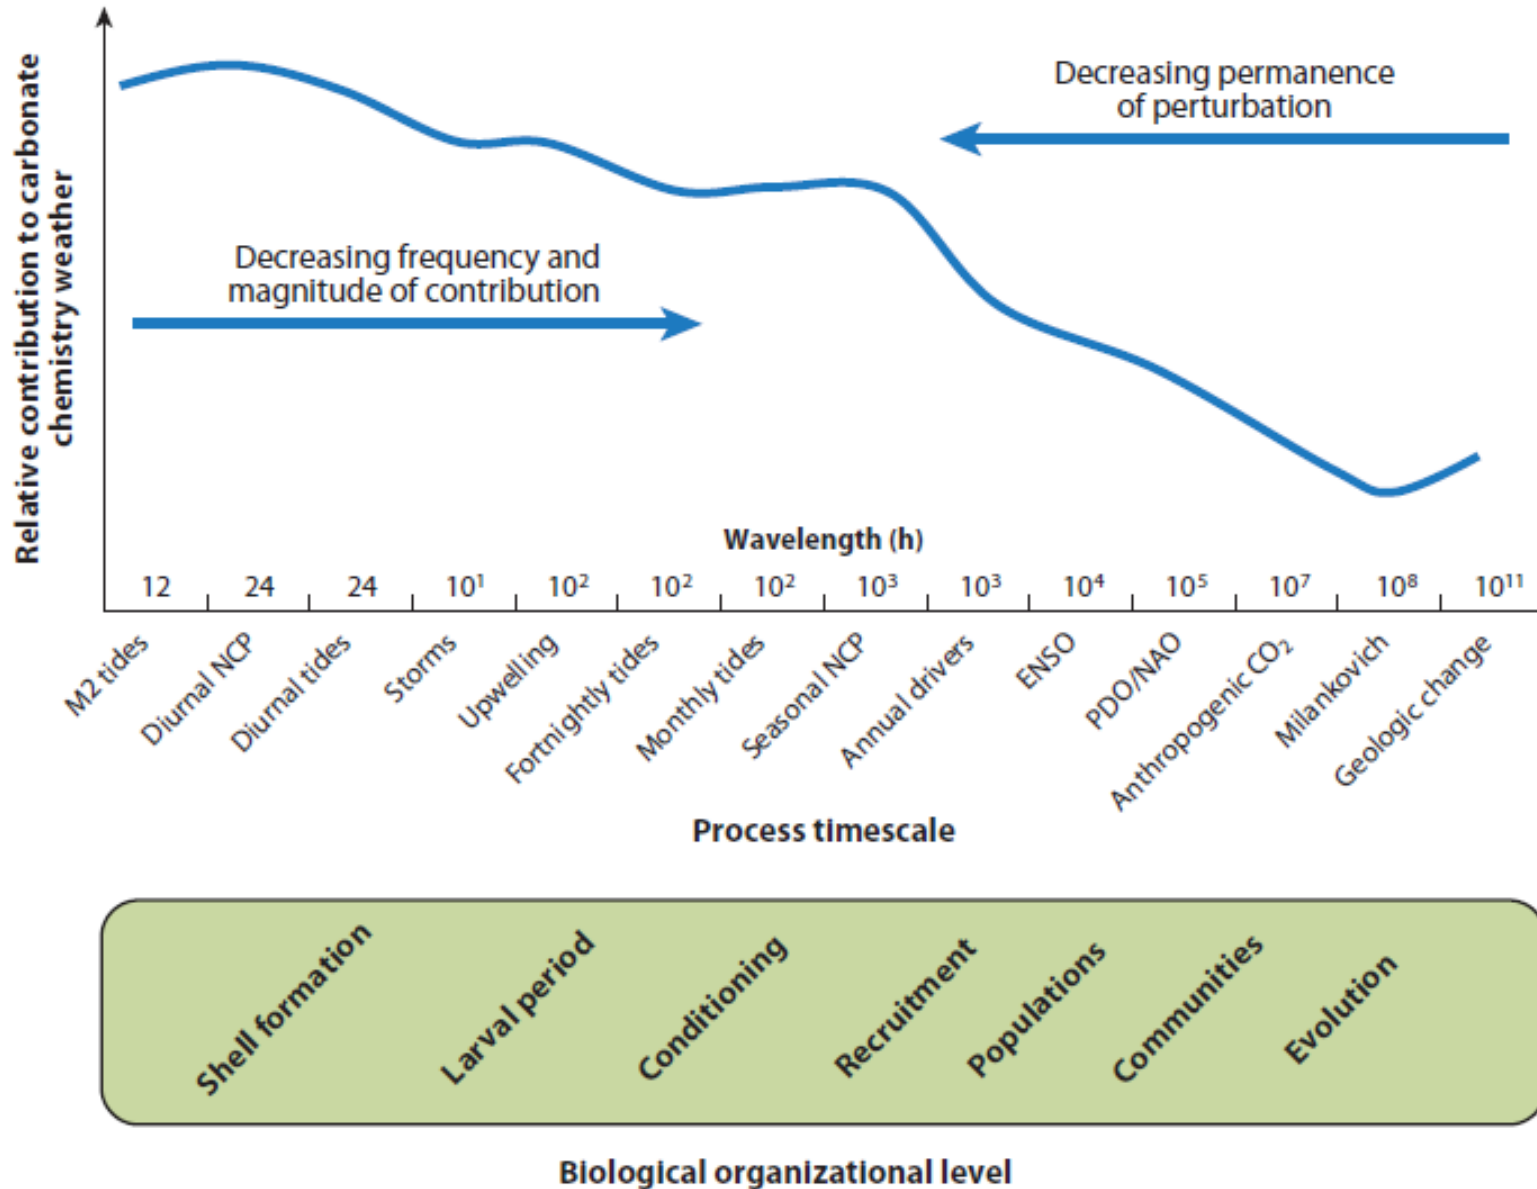 Relative contribution to carbonate
chemistry weather
Decreasing permanence
of perturbation
Decreasing frequency and
magnitude of contribution
Wavelength (h)
12 24 24 10¹ 10² 10² 10² 10³ 10³ 10⁴ 10⁵ 10⁷ 10⁸ 10¹¹
M2 tides
Diurnal NCP
Diurnal tides
Storms
Upwelling
Fortnightly tides
Monthly tides
Seasonal NCP
Annual drivers
ENSO
PDO/NAO
Anthropogenic CO₂
Milankovich
Geologic change
Process timescale
Shell formation
Larval period
Conditioning
Recruitment
Populations
Communities
Evolution
Biological organizational level